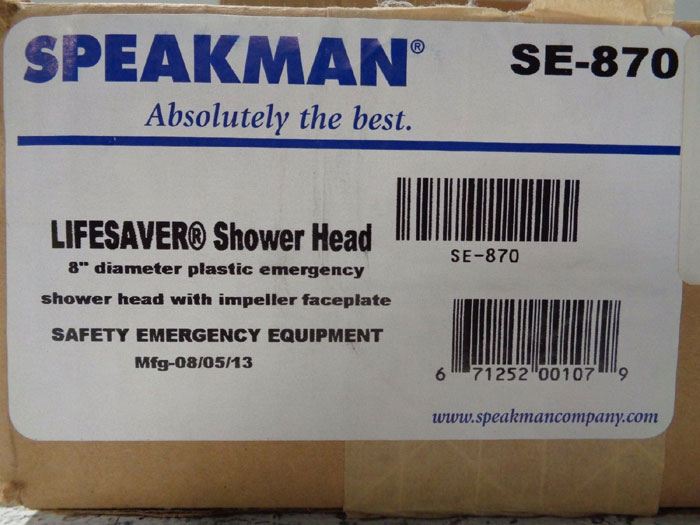 SPEAKMAN® SE-870
Absolutely the best.
LIFESAVER® Shower Head
8" diameter plastic emergency
shower head with impeller faceplate
SAFETY EMERGENCY EQUIPMENT
Mfg-08/05/13
SE-870
6 71252 00107 9
www.speakmancompany.com